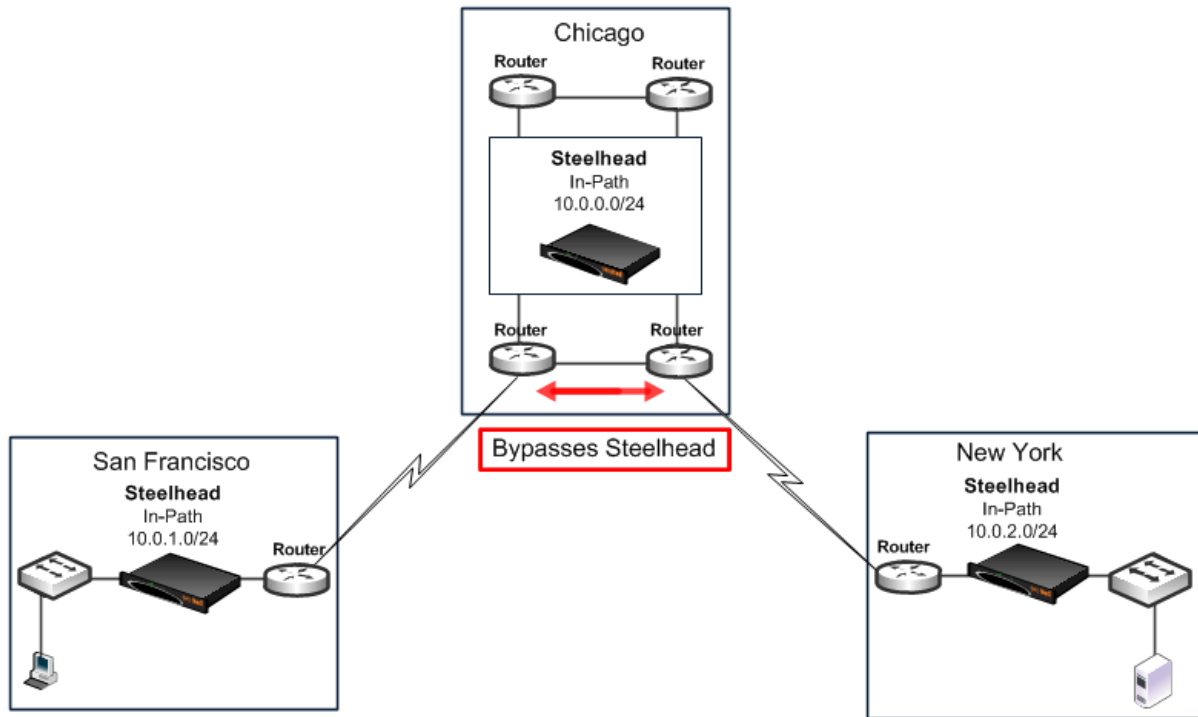 Chicago
Router
Router
Steelhead
In-Path
10.0.0.0/24
Router
Router
Bypasses Steelhead
San Francisco
Steelhead
In-Path
10.0.1.0/24
Router
New York
Steelhead
In-Path
10.0.2.0/24
Router